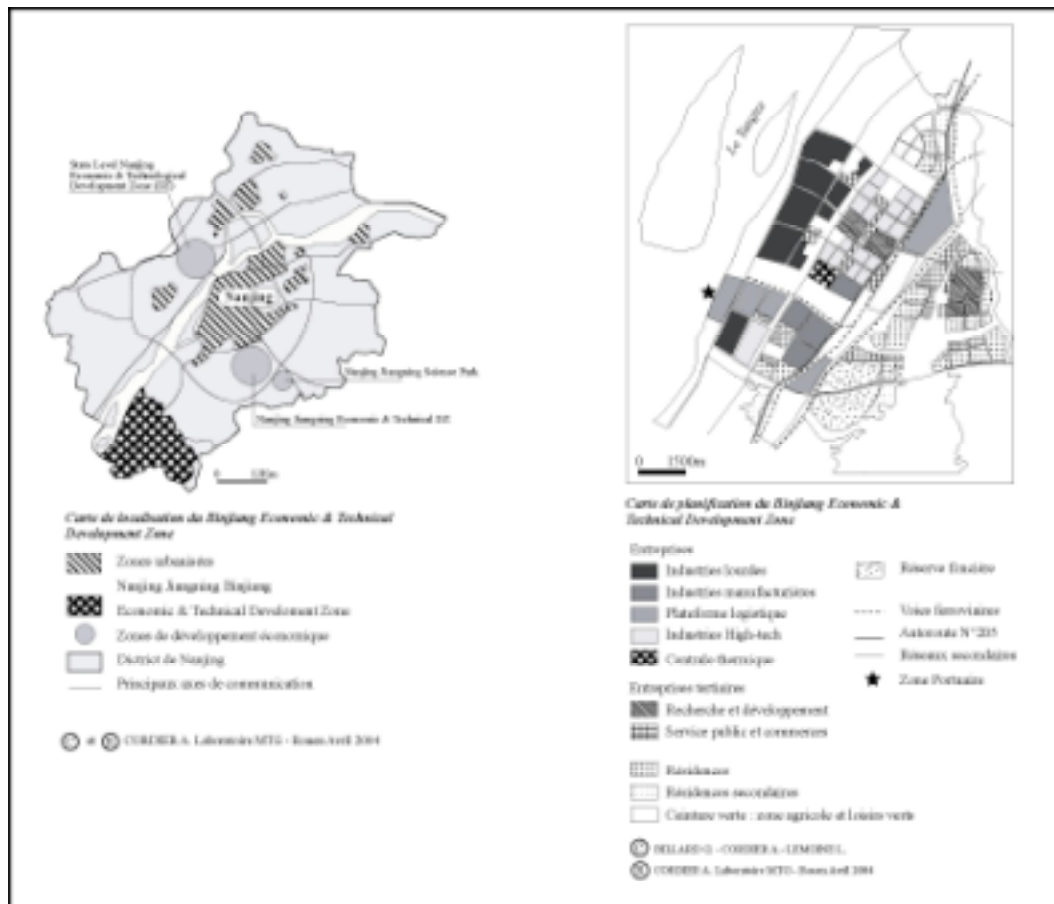 State Level Nanjing
Economic & Technological
Development Zone
Nanjing
Nanjing Jiangning Science Park
Nanjing Jiangning Economic & Technical
0
Carte de localisation du Binjiang Economic & Technical
Development Zone
Zones urbanisées
Nanjing Jiangning Binjiang
Economic & Technical Develoment Zone
Zones de développement économique
District de Nanjing
Principaux axes de communication
C et R CORDIER A. Laboratoire MTG - Rouen Avril 2004
Le Yangtze
0 1500m
Carte de planification du Binjiang Economic &
Technical Development Zone
Entreprises
Industries lourdes
Industries manufacturières
Plateforme logistique
Industries High-tech
Centrale thermique
Entreprises tertiaires
Recherche et développement
Service public et commerces
Résidences
Résidences secondaires
Ceinture verte : zone agricole et loisirs verts
Réserve foncière
Voies ferroviaires
Autoroute N°205
Réseaux secondaires
Zone Portuaire
C BILLARD G. - CORDIER A. - LEMOINE L.
R CORDIER A. Laboratoire MTG - Rouen Avril 2004